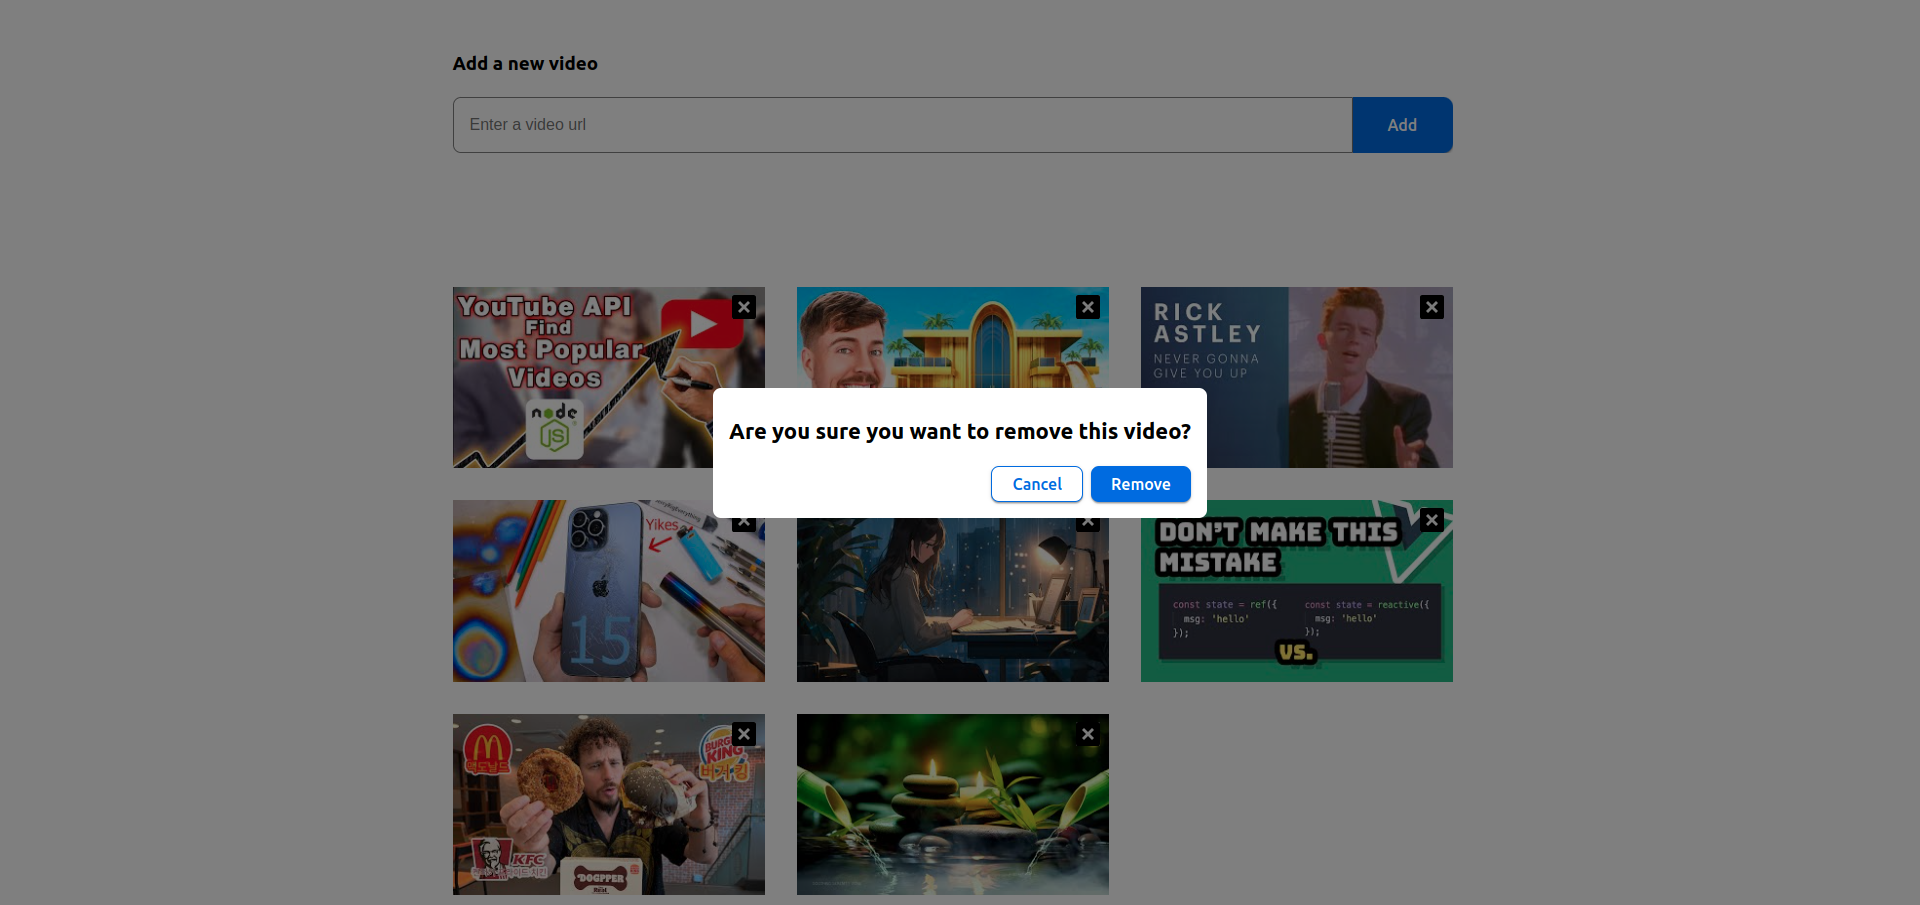 Add a new video
Enter a video url
Add
YouTube API
Find
Most Popular
Videos
node
JS
RICK
ASTLEY
NEVER GONNA
GIVE YOU UP
Are you sure you want to remove this video?
Cancel
Remove
Yikes
15
DON'T MAKE THIS
MISTAKE
const state = ref({
msg: 'hello'
});
const state = reactive({
msg: 'hello'
});
VS.
맥도날드
BURGER
KING
버거킹
KFC
DOGPPER